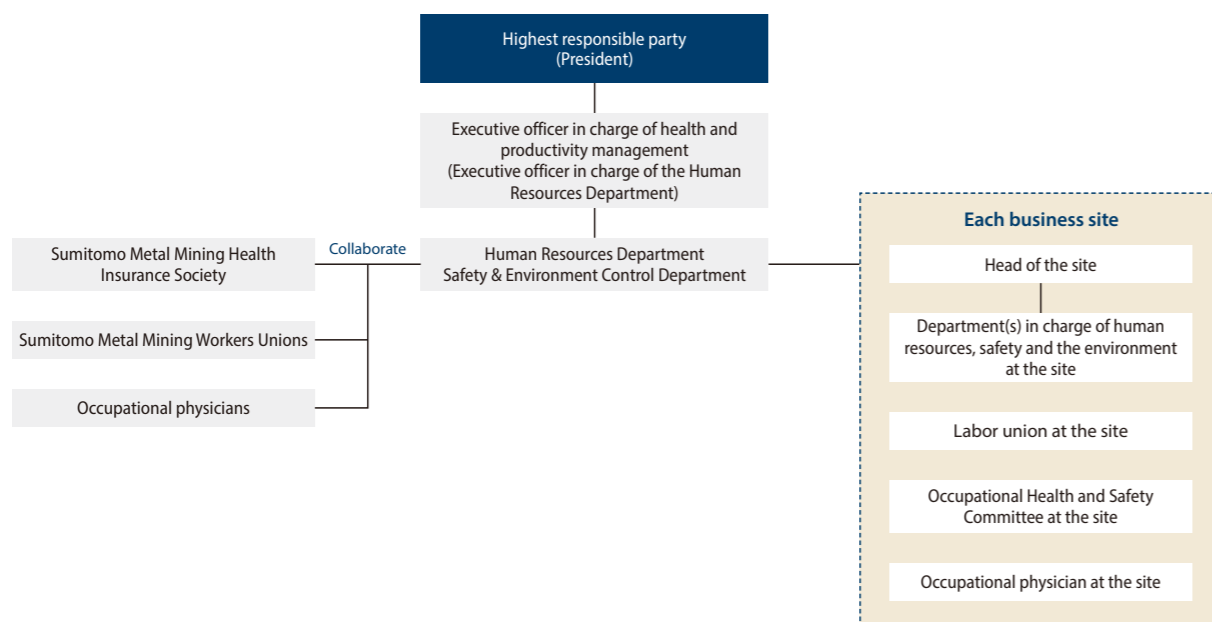 Highest responsible party
(President)
Executive officer in charge of health and
productivity management
(Executive officer in charge of the Human
Resources Department)
Sumitomo Metal Mining Health
Insurance Society
Collaborate
Human Resources Department
Safety & Environment Control Department
Sumitomo Metal Mining Workers Unions
Occupational physicians
Each business site
Head of the site
Department(s) in charge of human
resources, safety and the environment
at the site
Labor union at the site
Occupational Health and Safety
Committee at the site
Occupational physician at the site